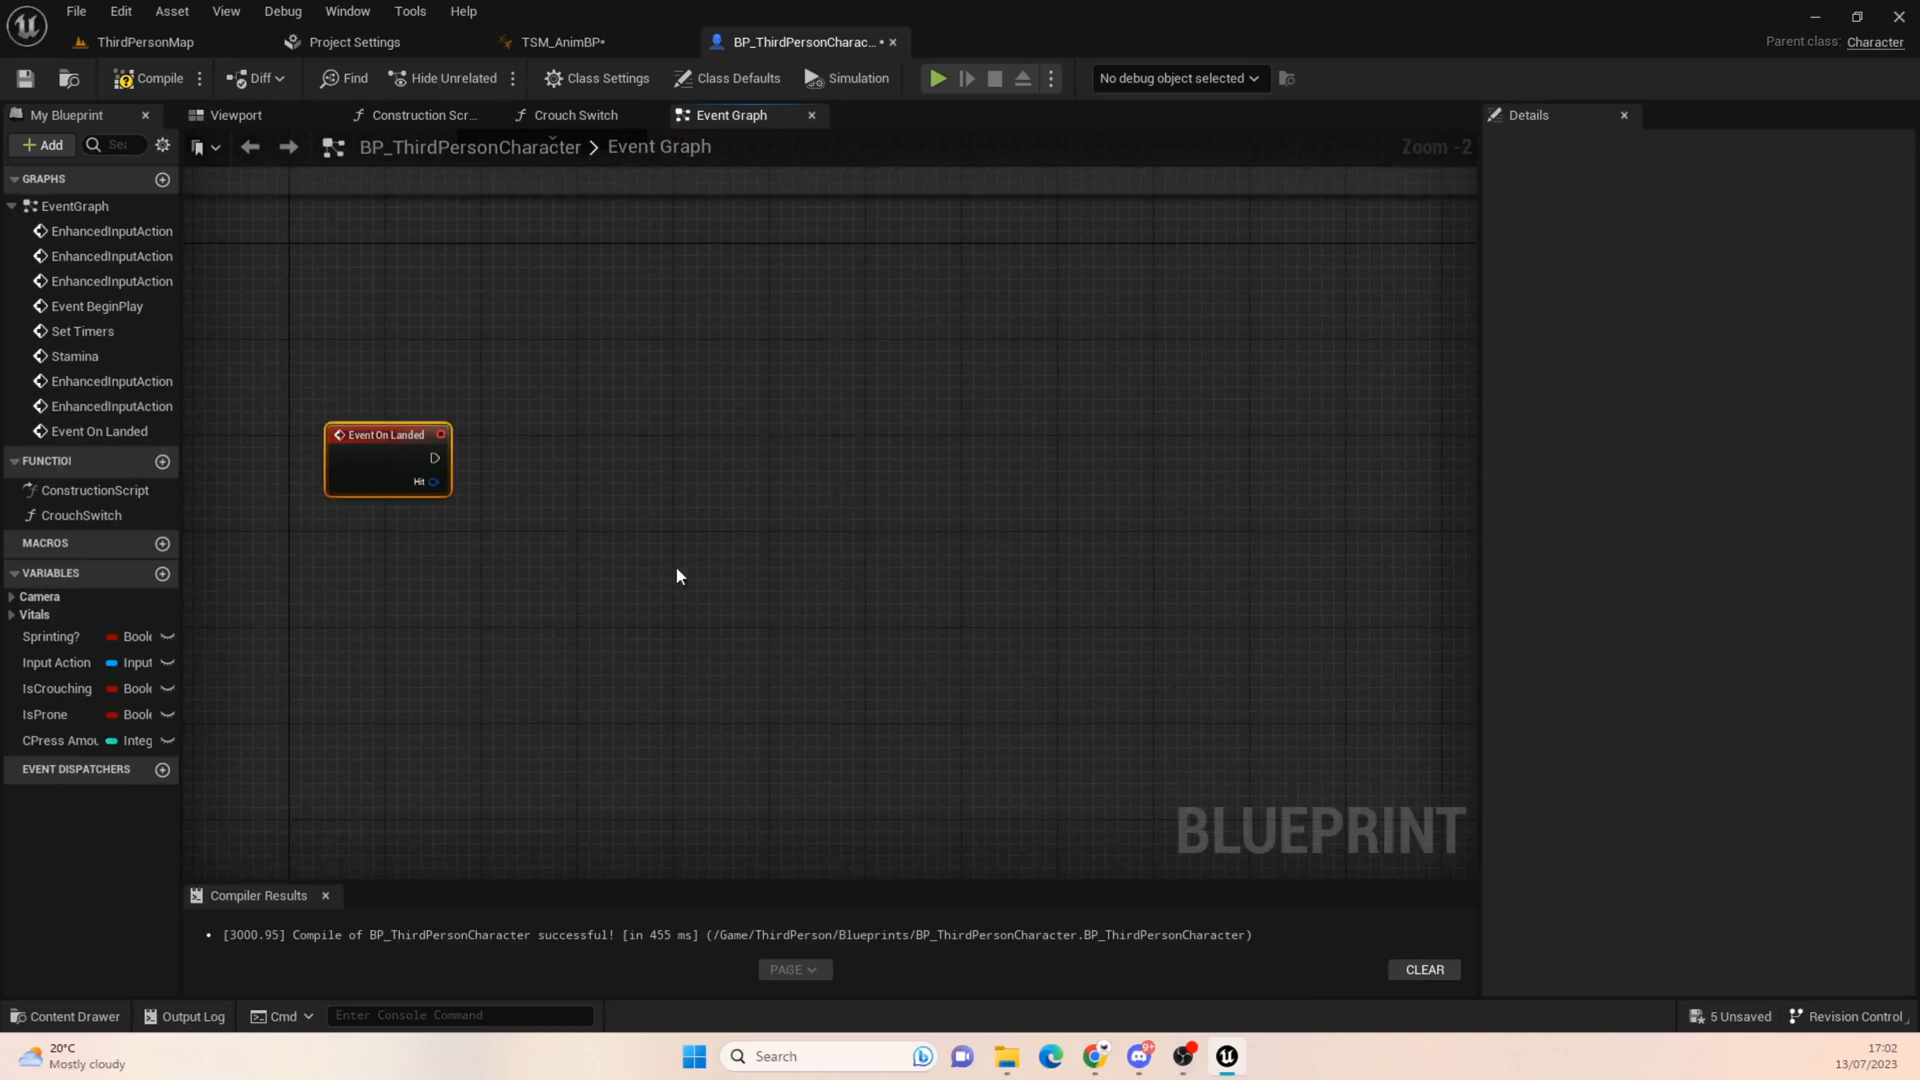 File Edit Asset View Debug Window Tools Help
ThirdPersonMap Project Settings TSM_AnimBP* BP_ThirdPersonCharac... •
Parent class: Character
Compile Diff Find Hide Unrelated Class Settings Class Defaults Simulation No debug object selected
My Blueprint Viewport Construction Scr... Crouch Switch Event Graph Details
Add Sea
BP_ThirdPersonCharacter > Event Graph Zoom -2
GRAPHS
EventGraph
EnhancedInputAction
EnhancedInputAction
EnhancedInputAction
Event BeginPlay
Set Timers
Stamina
EnhancedInputAction
EnhancedInputAction
Event On Landed
FUNCTIOI
ConstructionScript
CrouchSwitch
MACROS
VARIABLES
Camera
Vitals
Sprinting? Boole
Input Action Input
IsCrouching Boole
IsProne Boole
CPress Amou Integ
EVENT DISPATCHERS
Event On Landed
Hit
BLUEPRINT
Compiler Results
• [3000.95] Compile of BP_ThirdPersonCharacter successful! [in 455 ms] (/Game/ThirdPerson/Blueprints/BP_ThirdPersonCharacter.BP_ThirdPersonCharacter)
PAGE CLEAR
Content Drawer Output Log Cmd Enter Console Command 5 Unsaved Revision Control
20°C
Mostly cloudy
Search
9+
17:02
13/07/2023